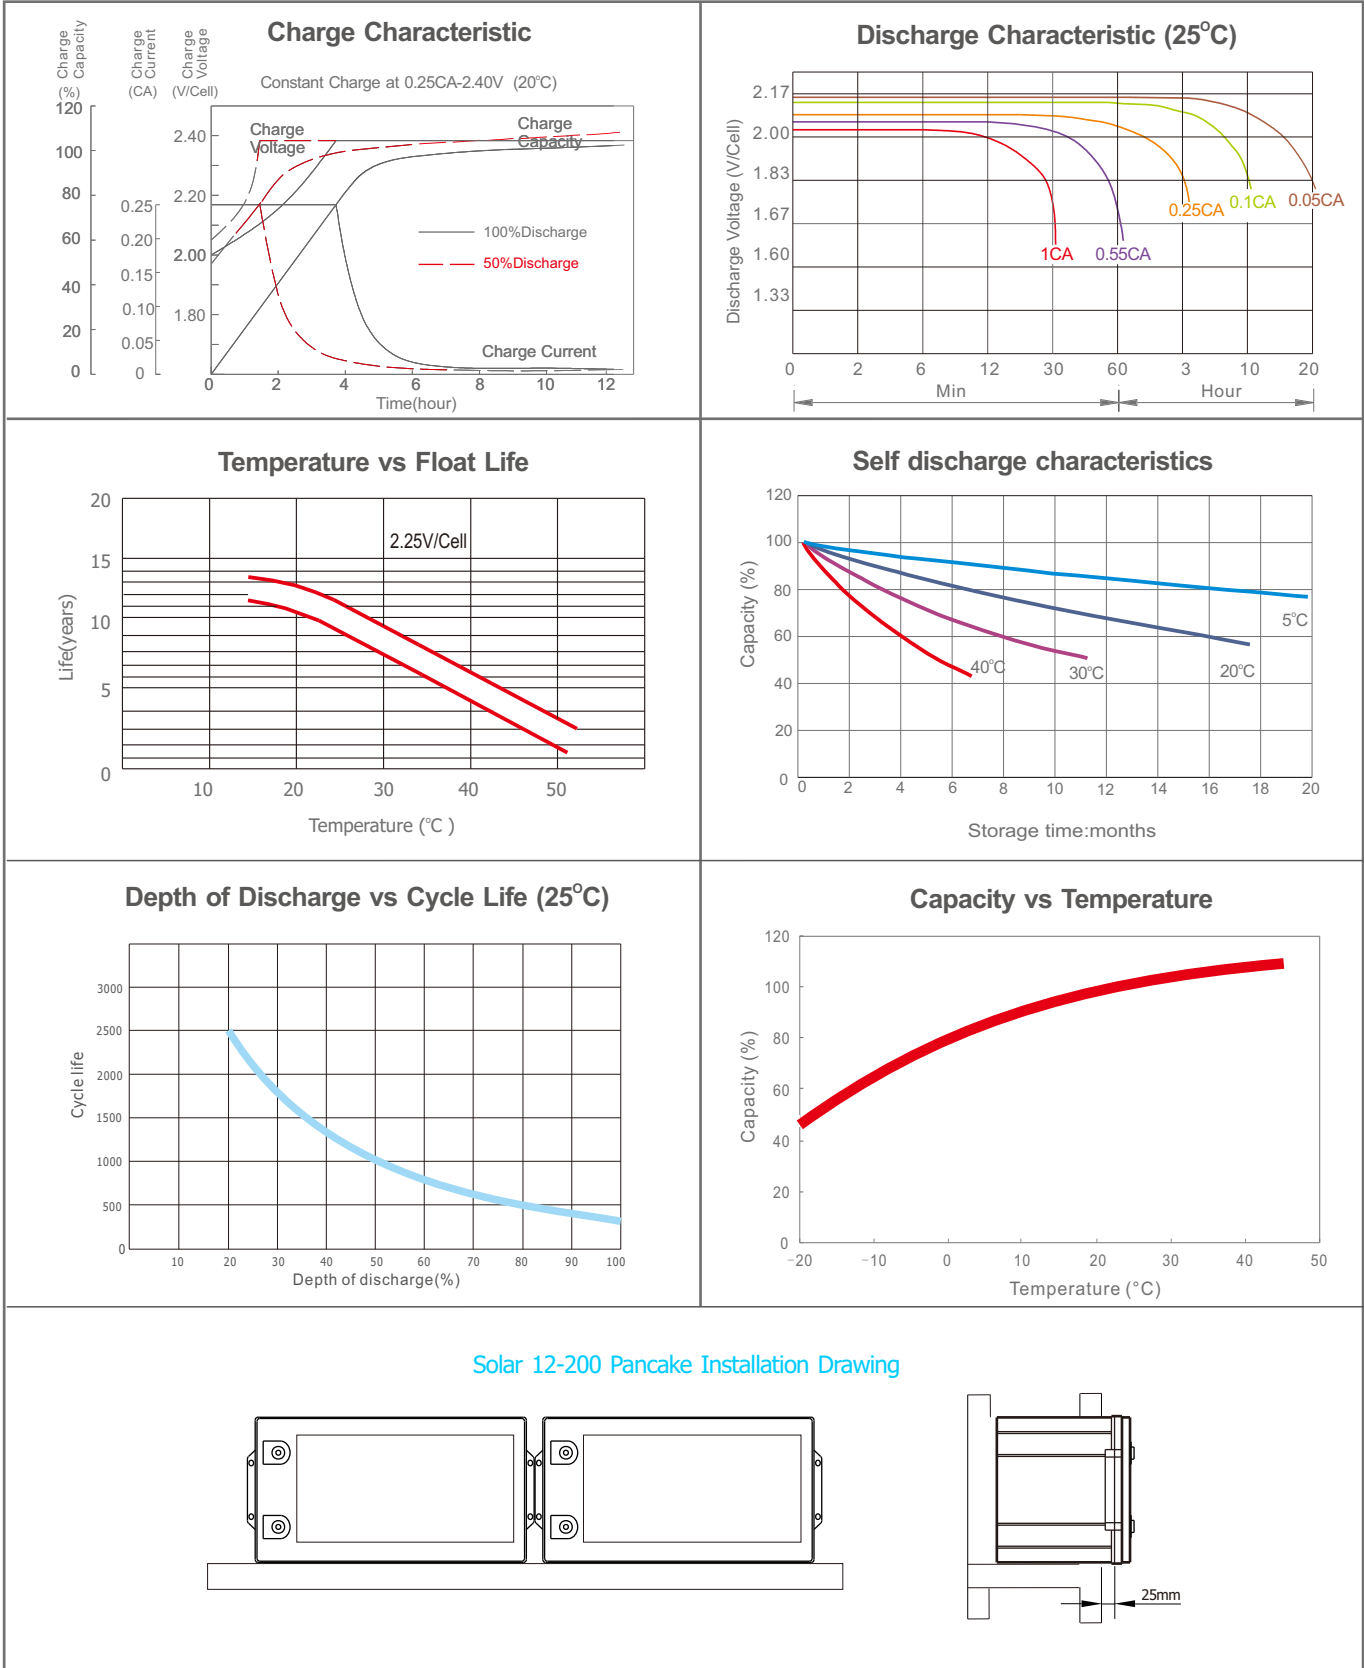 Charge Characteristic
Charge Capacity
(%)
Charge Current
(CA)
Charge Voltage
(V/Cell)
Constant Charge at 0.25CA-2.40V (20°C)
120
100
80
60
40
20
0
0.25
0.20
0.15
0.10
0.05
0
2.40
2.20
2.00
1.80
Charge Voltage
Charge Capacity
100%Discharge
50%Discharge
Charge Current
0 2 4 6 8 10 12
Time(hour)
Discharge Characteristic (25°C)
Discharge Voltage (V/Cell)
2.17
2.00
1.83
1.67
1.60
1.33
1CA
0.55CA
0.25CA
0.1CA
0.05CA
0 2 6 12 30 60 3 10 20
Min Hour
Temperature vs Float Life
Life(years)
20
15
10
5
0
2.25V/Cell
10 20 30 40 50
Temperature (°C )
Self discharge characteristics
Capacity (%)
120
100
80
60
40
20
0
5°C
20°C
30°C
40°C
0 2 4 6 8 10 12 14 16 18 20
Storage time:months
Depth of Discharge vs Cycle Life (25°C)
Cycle life
3000
2500
2000
1500
1000
500
0
10 20 30 40 50 60 70 80 90 100
Depth of discharge(%)
Capacity vs Temperature
Capacity (%)
120
100
80
60
40
20
0
-20 -10 0 10 20 30 40 50
Temperature (°C)
Solar 12-200 Pancake Installation Drawing
25mm